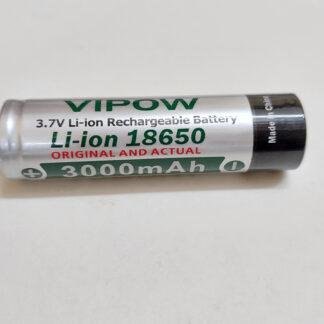 VIPOW
3.7V Li-ion Rechargeable Battery
Li-ion 18650
ORIGINAL AND ACTUAL
+ 3000mAh -
Made in China